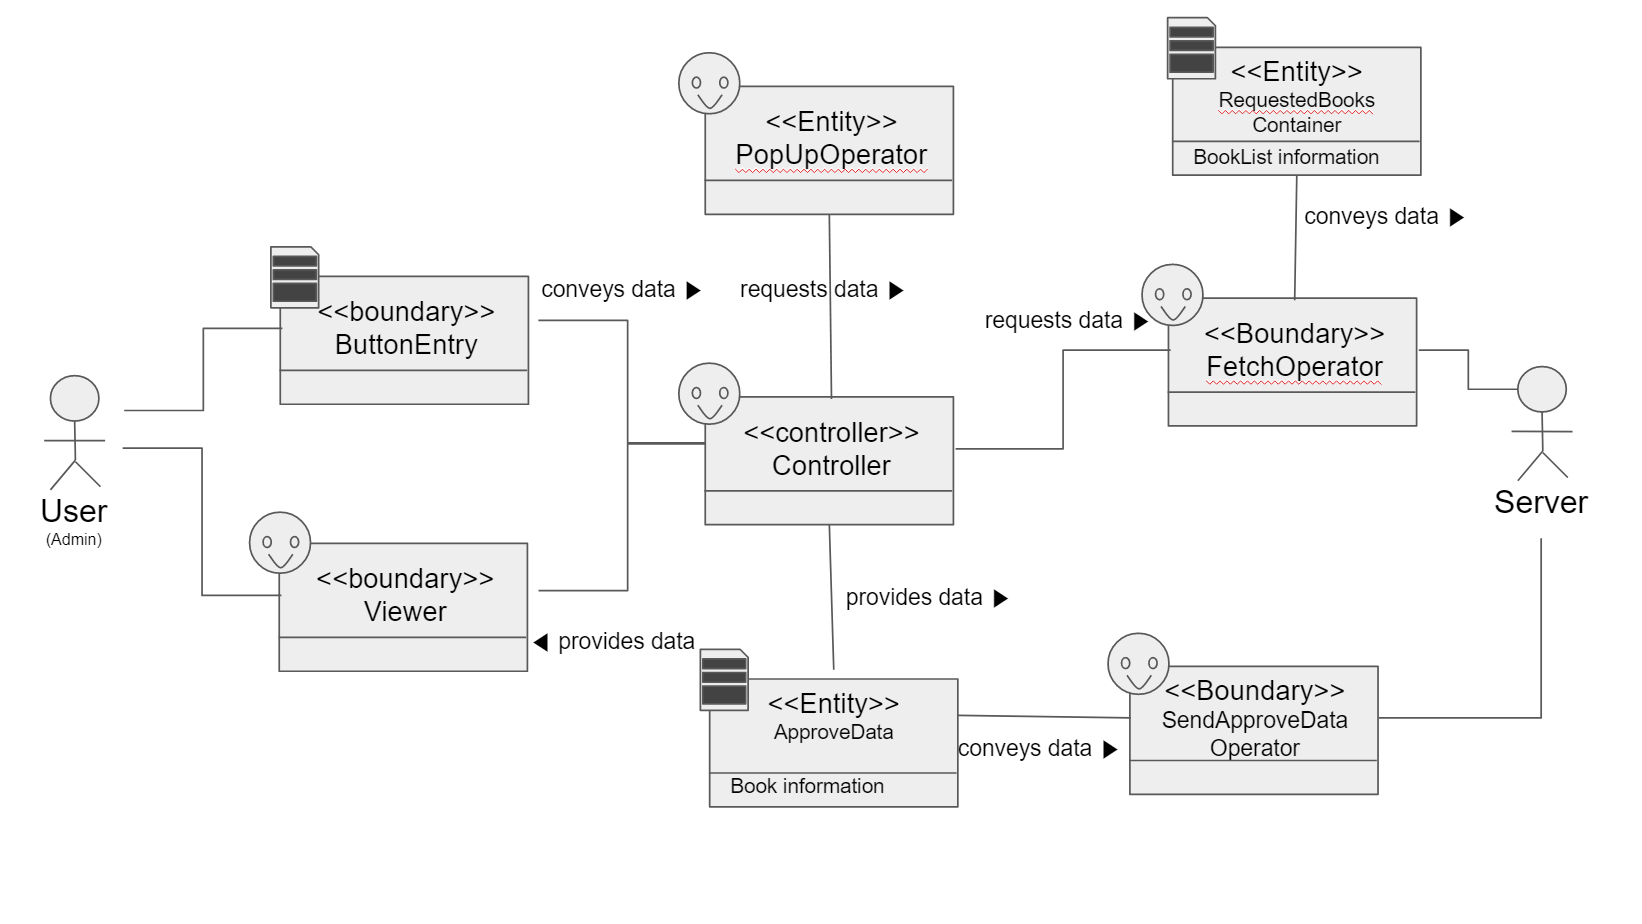 <<Entity>>
RequestedBooks
Container
BookList information
<<Entity>>
PopUpOperator
conveys data ▶
<<boundary>>
ButtonEntry
conveys data ▶
requests data ▶
requests data ▶
<<Boundary>>
FetchOperator
<<controller>>
Controller
User
(Admin)
Server
<<boundary>>
Viewer
provides data ▶
◀ provides data
<<Entity>>
ApproveData
Book information
conveys data ▶
<<Boundary>>
SendApproveData
Operator